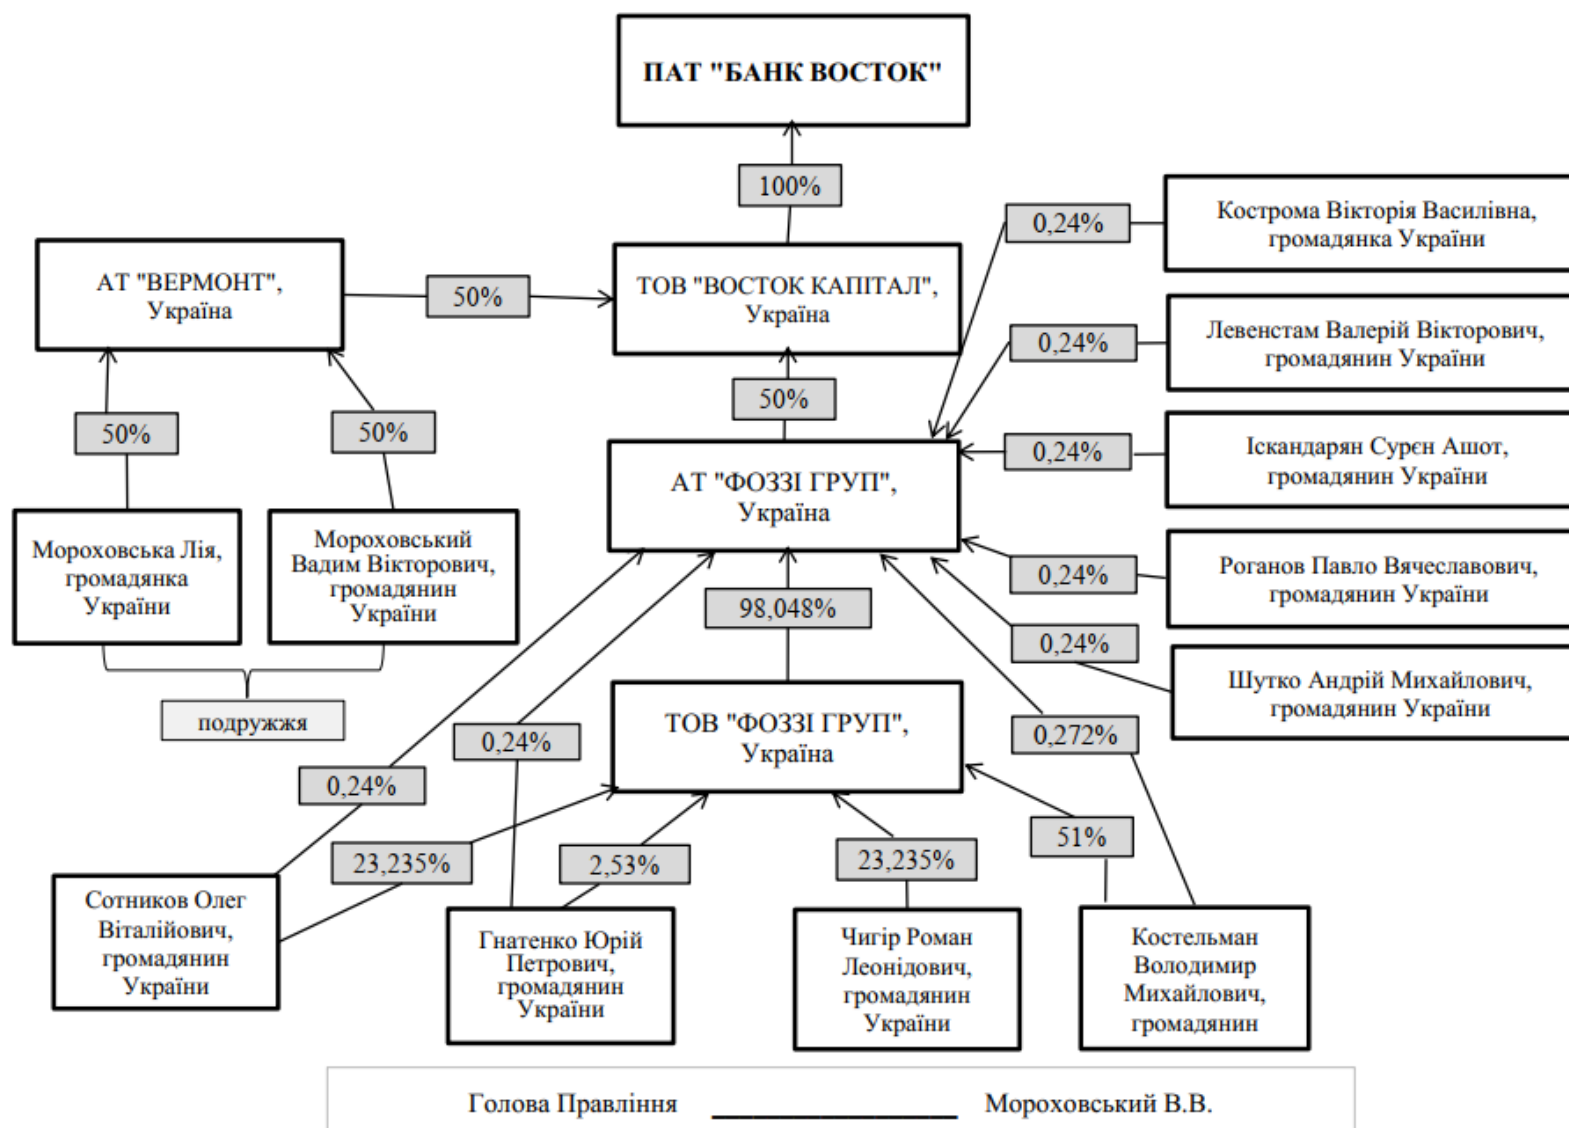 ПАТ "БАНК ВОСТОК"
100%
АТ "ВЕРМОНТ",
Україна
50%
ТОВ "ВОСТОК КАПІТАЛ",
Україна
0,24%
Кострома Вікторія Василівна,
громадянка України
0,24%
Левенстам Валерій Вікторович,
громадянин України
50%
50%
50%
АТ "ФОЗЗІ ГРУП",
Україна
0,24%
Іскандарян Сурєн Ашот,
громадянин України
Мороховська Лія,
громадянка
України
Мороховський
Вадим Вікторович,
громадянин
України
98,048%
0,24%
Роганов Павло Вячеславович,
громадянин України
0,24%
Шутко Андрій Михайлович,
громадянин України
подружжя
0,24%
0,24%
ТОВ "ФОЗЗІ ГРУП",
Україна
0,272%
23,235%
2,53%
23,235%
51%
Сотников Олег
Віталійович,
громадянин
України
Гнатенко Юрій
Петрович,
громадянин
України
Чигір Роман
Леонідович,
громадянин
України
Костельман
Володимир
Михайлович,
громадянин
Голова Правління ________________ Мороховський В.В.